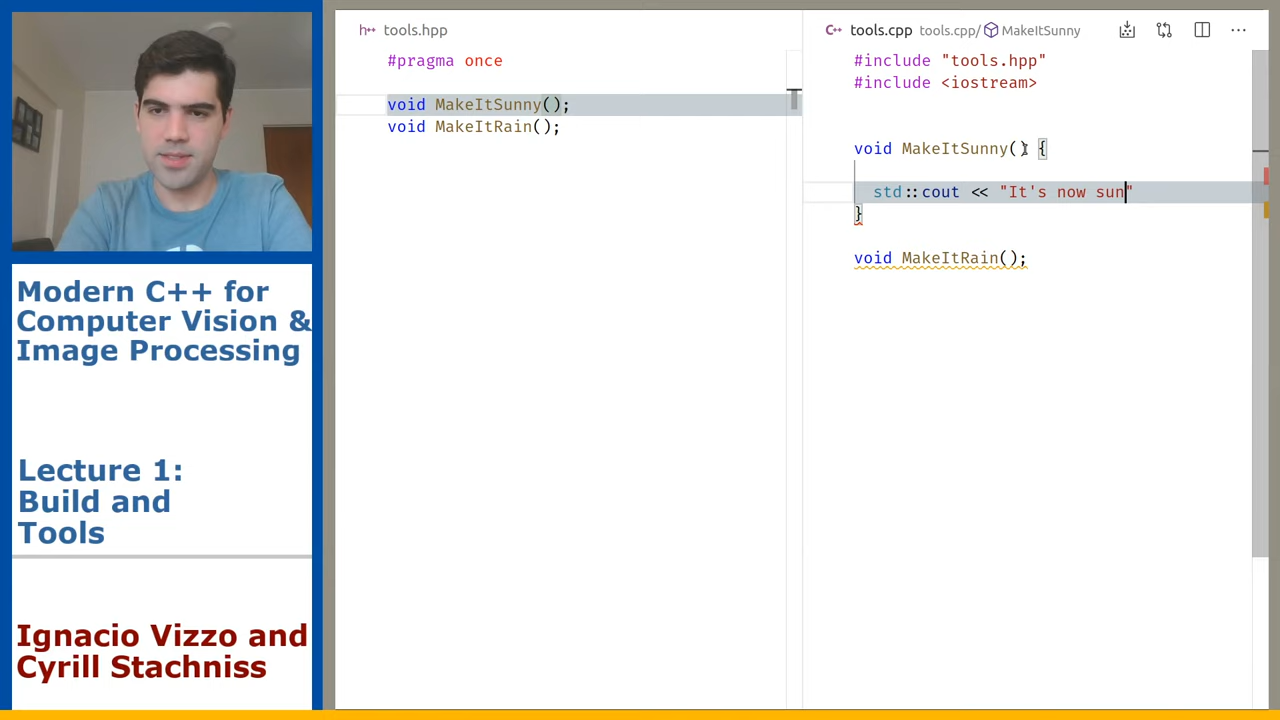 Modern C++ for
Computer Vision &
Image Processing
Lecture 1:
Build and
Tools
Ignacio Vizzo and
Cyrill Stachniss
h++ tools.hpp
#pragma once
void MakeItSunny();
void MakeItRain();
C++ tools.cpp tools.cpp/ MakeItSunny
#include "tools.hpp"
#include <iostream>
void MakeItSunny() {
std::cout << "It's now sun"
}
void MakeItRain();